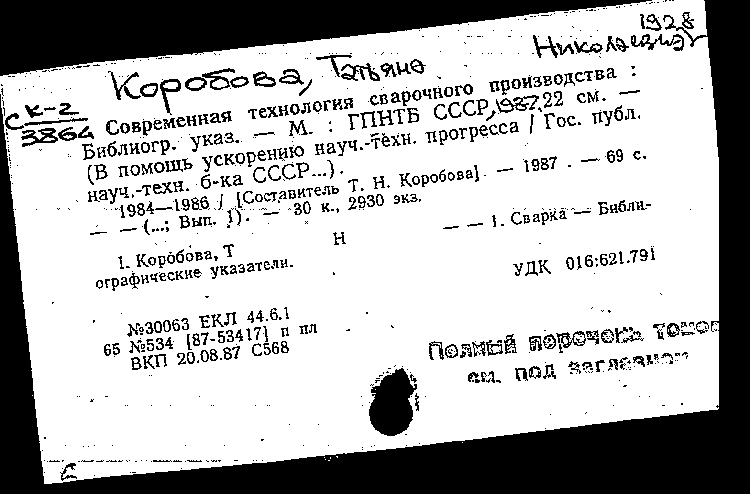 1928
Коробова, Татьяна Николаевна
СК-2
3864
Современная технология сварочного производства :
Библиогр. указ. — М. : ГПНТБ СССР, 1987. 22 см. —
(В помощь ускорению науч.-техн. прогресса / Гос. публ.
науч.-техн. б-ка СССР...).
1984—1986 / [Составитель Т. Н. Коробова]. — 1987 . — 69 с.
— — (...; Вып. 1). — 30 к., 2930 экз.
1. Коробова, Т Н — — 1. Сварка — Библи-
ографические указатели.
УДК 016:621.791
№30063 ЕКЛ 44.6.1
65 №534 [87-53417] п пл
ВКП 20.08.87 С568
Полный перечень томов
см. под заглавием
С